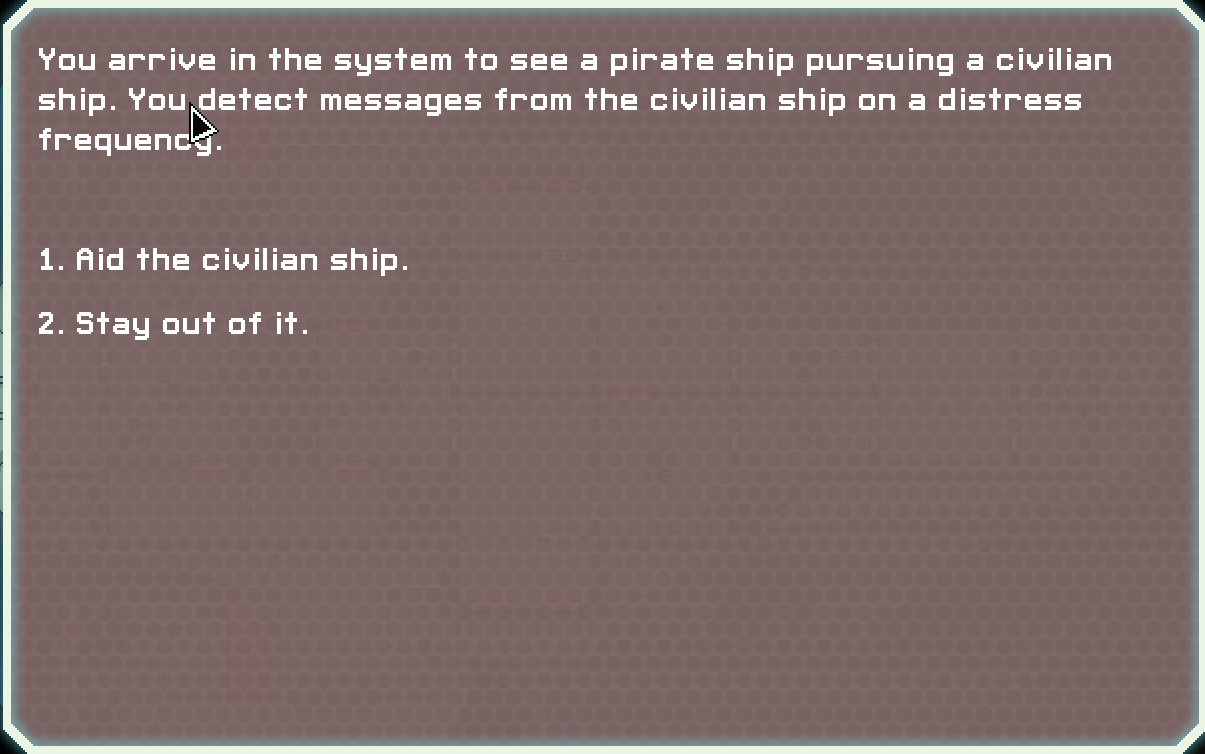 You arrive in the system to see a pirate ship pursuing a civilian
ship. You detect messages from the civilian ship on a distress
frequency.
1. Aid the civilian ship.
2. Stay out of it.